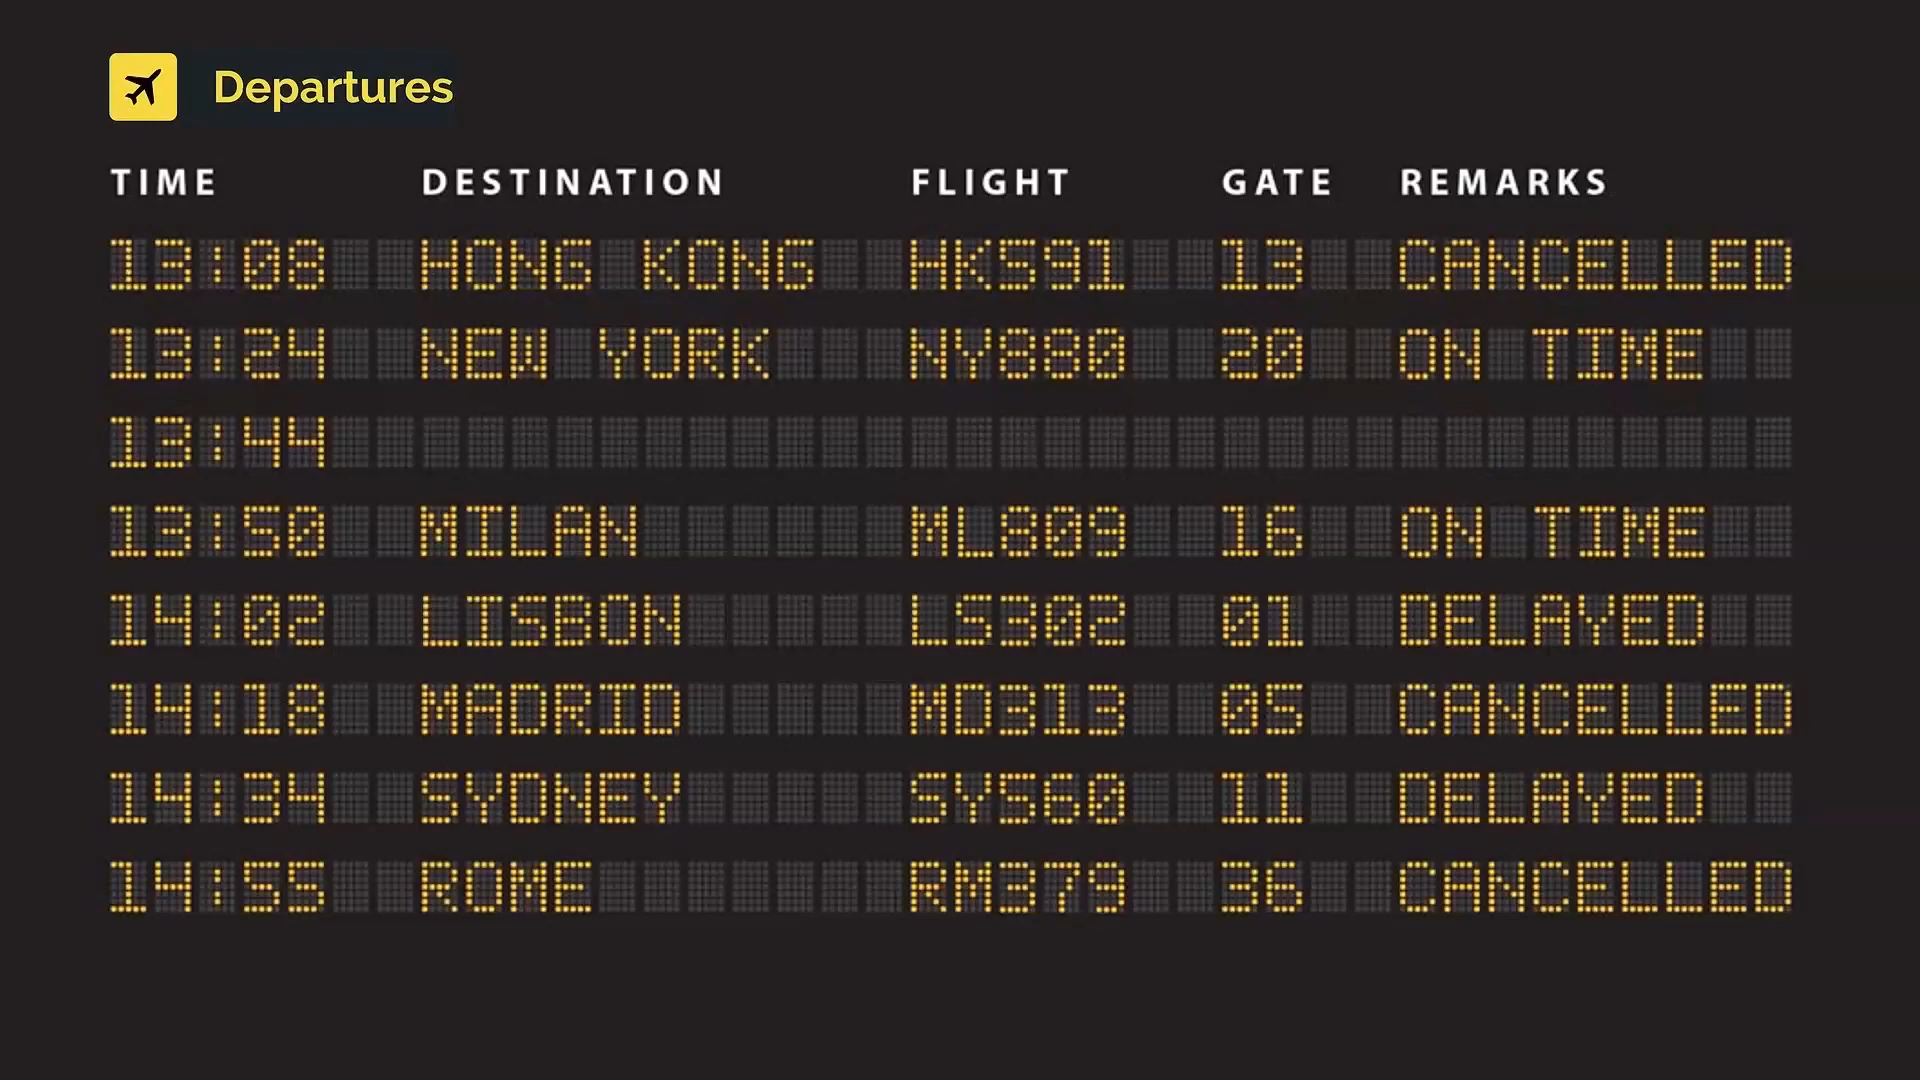 Departures
TIME DESTINATION FLIGHT GATE REMARKS
13:08 HONG KONG HK591 13 CANCELLED
13:24 NEW YORK NY880 20 ON TIME
13:44
13:50 MILAN ML809 16 ON TIME
14:02 LISBON LS302 01 DELAYED
14:18 MADRID MD313 05 CANCELLED
14:34 SYDNEY SY560 11 DELAYED
14:55 ROME RM379 36 CANCELLED